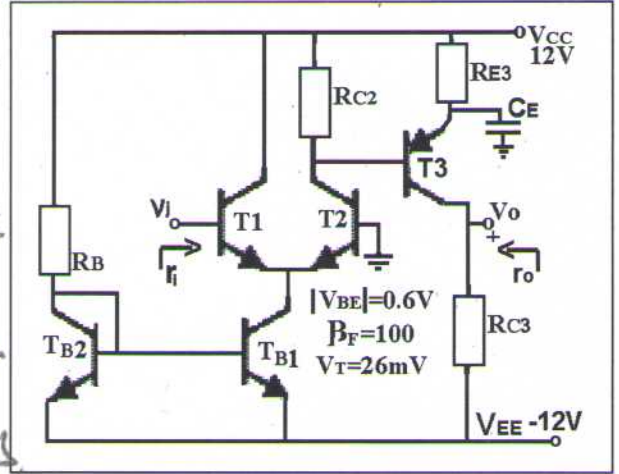 VCC
12V
RE3
CE
RC2
T3
Vi
T1
T2
Vo
+
ri
ro
RB
|VBE|=0.6V
βF=100
VT=26mV
RC3
TB2
TB1
VEE -12V